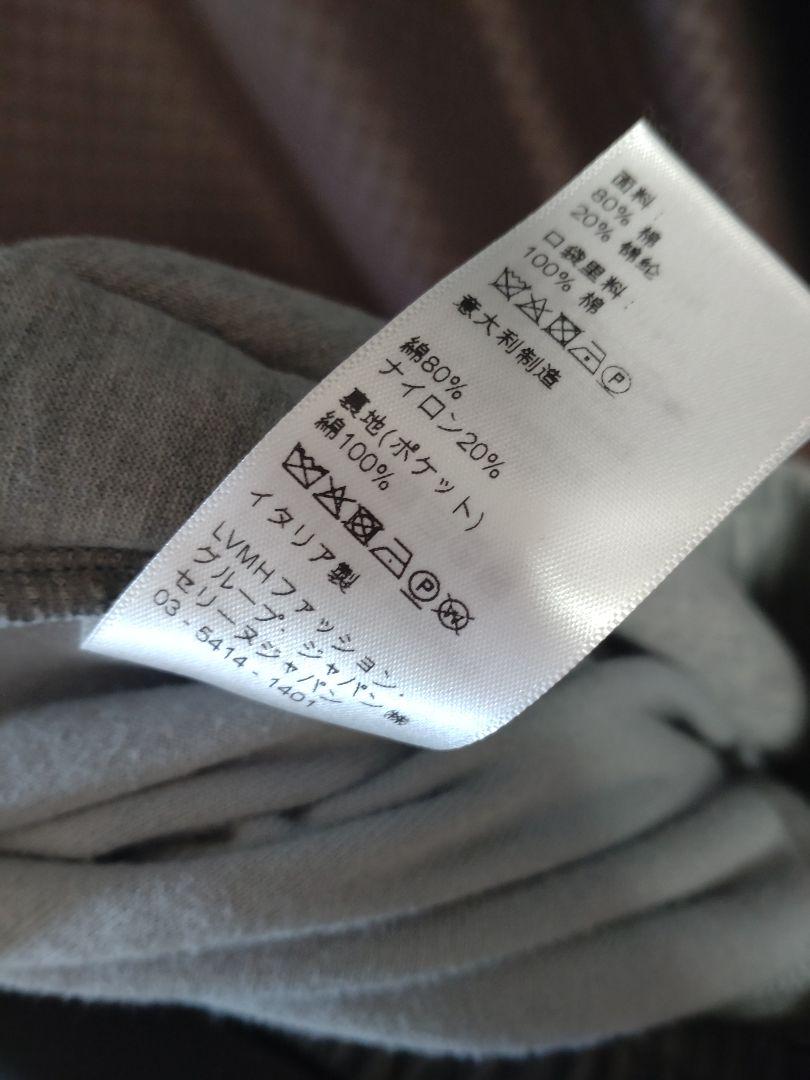 面料:
80% 棉
20% 锦纶
口袋里料:
100% 棉
P
意大利制造
綿80%
ナイロン20%
裏地(ポケット)
綿100%
P W
イタリア製
LVMHファッション・
グループ・ジャパン㈱
セリーヌジャパン
03-5414-1401